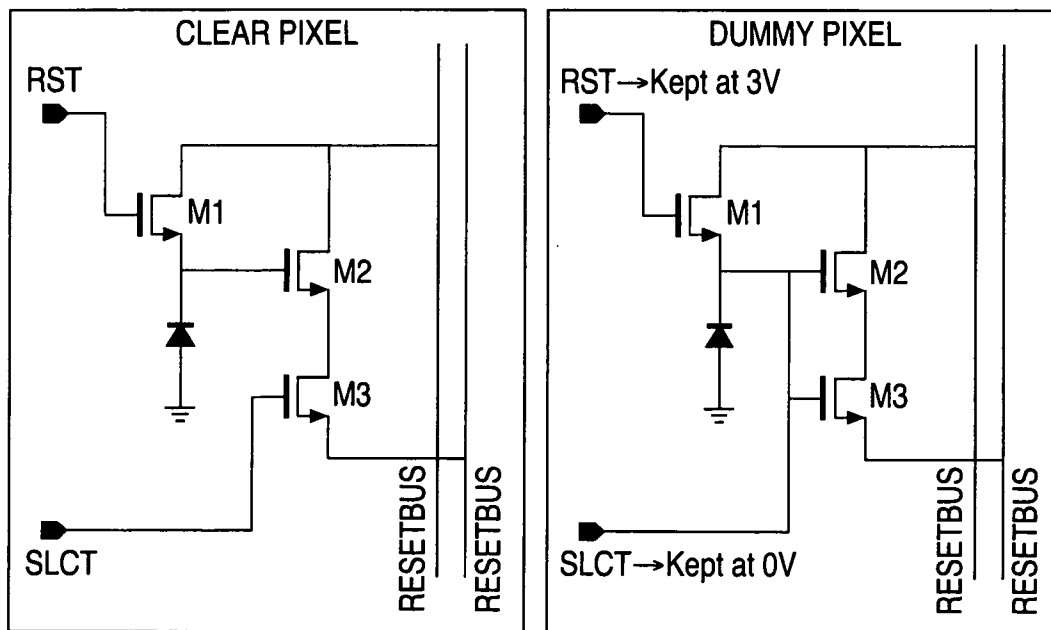 CLEAR PIXEL
RST
M1
M2
M3
SLCT
RESETBUS
RESETBUS
DUMMY PIXEL
RST→Kept at 3V
M1
M2
M3
SLCT→Kept at 0V
RESETBUS
RESETBUS